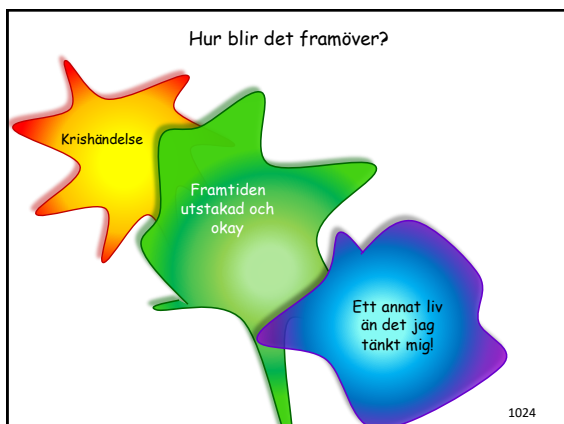 Hur blir det framöver?
Krishändelse
Framtiden
utstakad och
okay
Ett annat liv
än det jag
tänkt mig!
1024